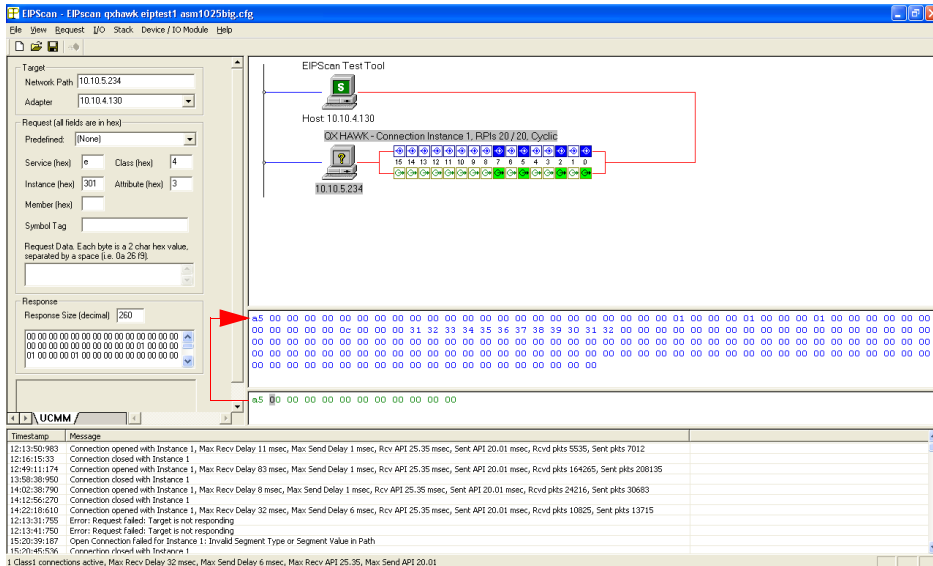 EIPScan - EIPscan qxhawk eiptest1 asm1025big.cfg
File View Request I/O Stack Device / IO Module Help
Target
Network Path 10.10.5.234
Adapter 10.10.4.130
Request (all fields are in hex)
Predefined: (None)
Service (hex) e Class (hex) 4
Instance (hex) 301 Attribute (hex) 3
Member (hex)
Symbol Tag
Request Data. Each byte is a 2 char hex value,
separated by a space (i.e. 0a 26 f9).
Response
Response Size (decimal) 260
00 00 00 00 00 00 00 00 00 00 00 00 00 00
00 00 00 00 00 00 00 00 00 00 01 00 00 00
01 00 00 00 01 00 00 00 00 00 00 00 00 00
UCMM
EIPScan Test Tool
S
Host: 10.10.4.130
QX HAWK - Connection Instance 1, RPIs 20 / 20, Cyclic
?
15 14 13 12 11 10 9 8 7 6 5 4 3 2 1 0
10.10.5.234
a5 00 00 00 00 00 00 00 00 00 00 00 00 00 00 00 00 00 00 00 00 00 00 00 01 00 00 00 01 00 00 00 01 00 00 00 00 00 00
00 00 00 00 00 0c 00 00 00 31 32 33 34 35 36 37 38 39 30 31 32 00 00 00 00 00 00 00 00 00 00 00 00 00 00 00 00 00 00
00 00 00 00 00 00 00 00 00 00 00 00 00 00 00 00 00 00 00 00 00 00 00 00 00 00 00 00 00 00 00 00 00 00 00 00 00 00 00
00 00 00 00 00 00 00 00 00 00 00 00 00 00 00 00 00 00 00 00 00 00 00 00 00 00 00 00 00 00 00 00 00 00 00 00 00 00 00
00 00 00 00 00 00 00 00 00 00 00 00 00 00 00 00 00 00 00 00
a5 00 00 00 00 00 00 00 00 00 00 00
Timestamp Message
12:13:50:983 Connection opened with Instance 1, Max Recv Delay 11 msec, Max Send Delay 1 msec, Rcv API 25.35 msec, Sent API 20.01 msec, Rcvd pkts 5535, Sent pkts 7012
12:16:15:33 Connection closed with Instance 1
12:49:11:174 Connection opened with Instance 1, Max Recv Delay 83 msec, Max Send Delay 1 msec, Rcv API 25.35 msec, Sent API 20.01 msec, Rcvd pkts 164265, Sent pkts 208135
13:58:38:950 Connection closed with Instance 1
14:02:38:790 Connection opened with Instance 1, Max Recv Delay 8 msec, Max Send Delay 1 msec, Rcv API 25.35 msec, Sent API 20.01 msec, Rcvd pkts 24216, Sent pkts 30683
14:12:56:270 Connection closed with Instance 1
14:22:18:610 Connection opened with Instance 1, Max Recv Delay 32 msec, Max Send Delay 6 msec, Rcv API 25.35 msec, Sent API 20.01 msec, Rcvd pkts 10825, Sent pkts 13715
12:13:31:755 Error: Request failed: Target is not responding
12:13:41:750 Error: Request failed: Target is not responding
15:20:39:187 Open Connection failed for Instance 1: Invalid Segment Type or Segment Value in Path
15:20:45:536 Connection closed with Instance 1
1 Class1 connections active, Max Recv Delay 32 msec, Max Send Delay 6 msec, Max Recv API 25.35, Max Send API 20.01